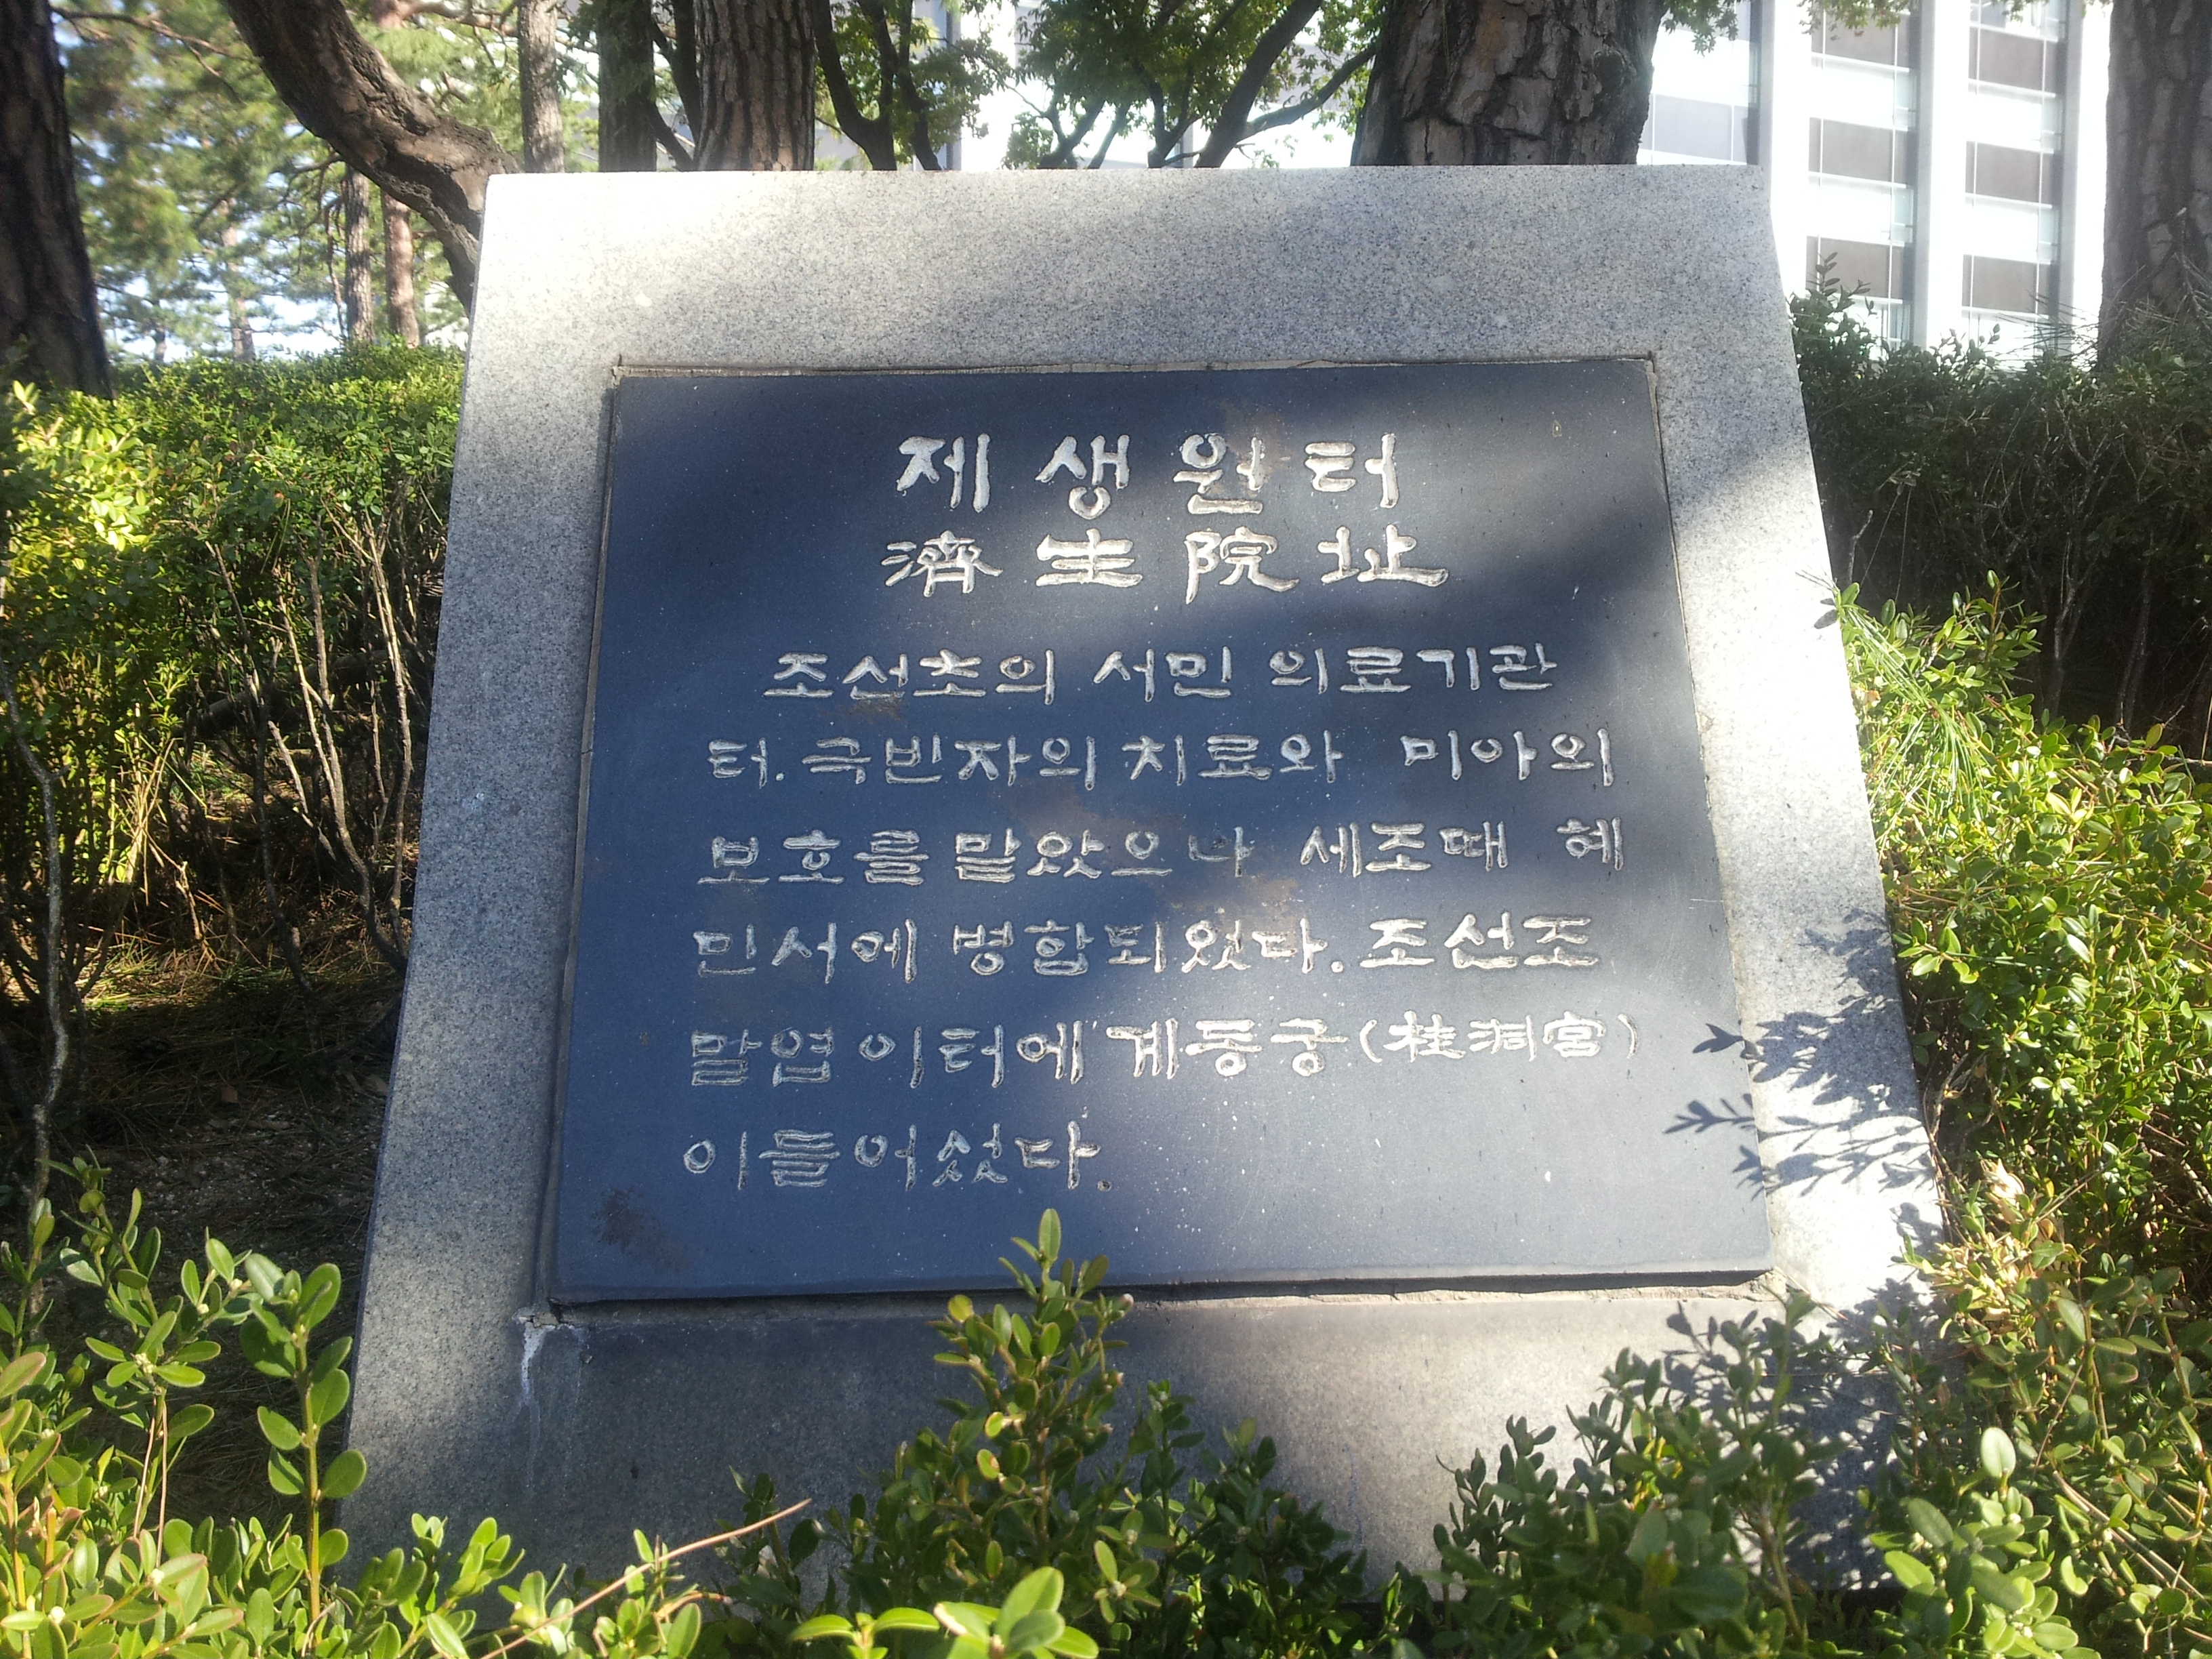 제생원터
濟生院址
조선초의 서민 의료기관
터. 극빈자의 치료와 미아의
보호를 맡았으나 세조때 혜
민서에 병합되었다. 조선조
말엽 이터에 계동궁(桂洞宮)
이들어섰다.